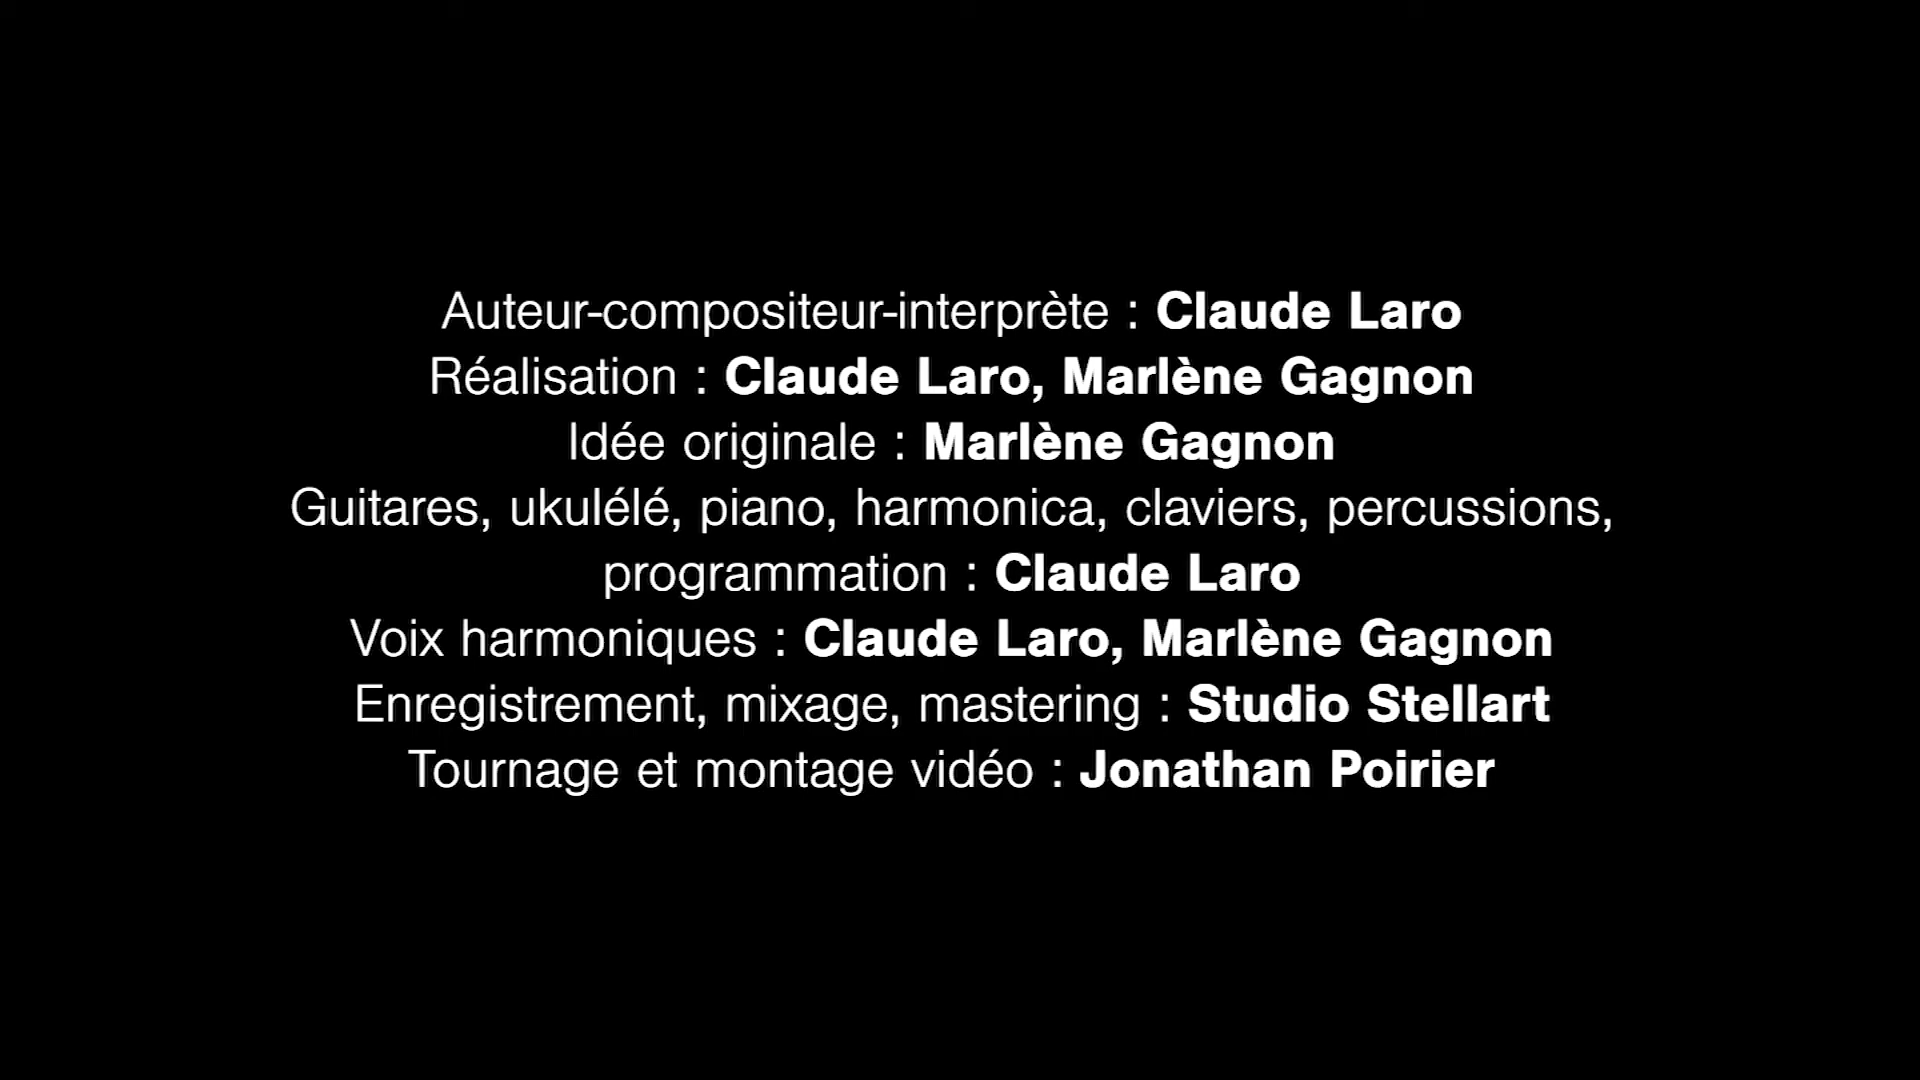 Auteur-compositeur-interprète : Claude Laro
Réalisation : Claude Laro, Marlène Gagnon
Idée originale : Marlène Gagnon
Guitares, ukulélé, piano, harmonica, claviers, percussions,
programmation : Claude Laro
Voix harmoniques : Claude Laro, Marlène Gagnon
Enregistrement, mixage, mastering : Studio Stellart
Tournage et montage vidéo : Jonathan Poirier